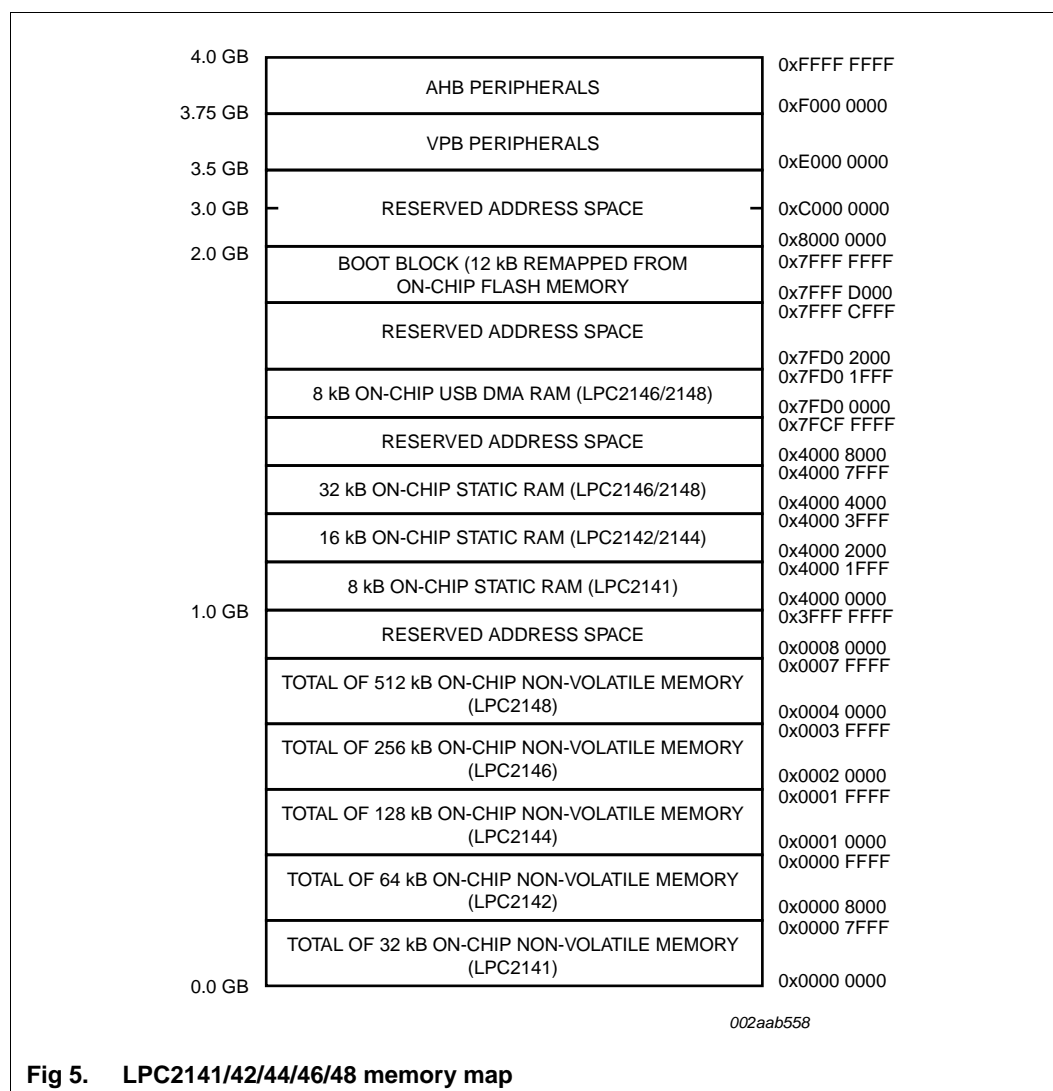 4.0 GB
AHB PERIPHERALS
0xFFFF FFFF
3.75 GB
0xF000 0000
VPB PERIPHERALS
3.5 GB
0xE000 0000
3.0 GB
RESERVED ADDRESS SPACE
0xC000 0000
2.0 GB
0x8000 0000
BOOT BLOCK (12 kB REMAPPED FROM
ON-CHIP FLASH MEMORY
0x7FFF FFFF
0x7FFF D000
0x7FFF CFFF
RESERVED ADDRESS SPACE
0x7FD0 2000
0x7FD0 1FFF
8 kB ON-CHIP USB DMA RAM (LPC2146/2148)
0x7FD0 0000
0x7FCF FFFF
RESERVED ADDRESS SPACE
0x4000 8000
0x4000 7FFF
32 kB ON-CHIP STATIC RAM (LPC2146/2148)
0x4000 4000
0x4000 3FFF
16 kB ON-CHIP STATIC RAM (LPC2142/2144)
0x4000 2000
0x4000 1FFF
8 kB ON-CHIP STATIC RAM (LPC2141)
0x4000 0000
1.0 GB
0x3FFF FFFF
RESERVED ADDRESS SPACE
0x0008 0000
0x0007 FFFF
TOTAL OF 512 kB ON-CHIP NON-VOLATILE MEMORY
(LPC2148)
0x0004 0000
0x0003 FFFF
TOTAL OF 256 kB ON-CHIP NON-VOLATILE MEMORY
(LPC2146)
0x0002 0000
0x0001 FFFF
TOTAL OF 128 kB ON-CHIP NON-VOLATILE MEMORY
(LPC2144)
0x0001 0000
0x0000 FFFF
TOTAL OF 64 kB ON-CHIP NON-VOLATILE MEMORY
(LPC2142)
0x0000 8000
0x0000 7FFF
TOTAL OF 32 kB ON-CHIP NON-VOLATILE MEMORY
(LPC2141)
0.0 GB
0x0000 0000
002aab558
Fig 5. LPC2141/42/44/46/48 memory map